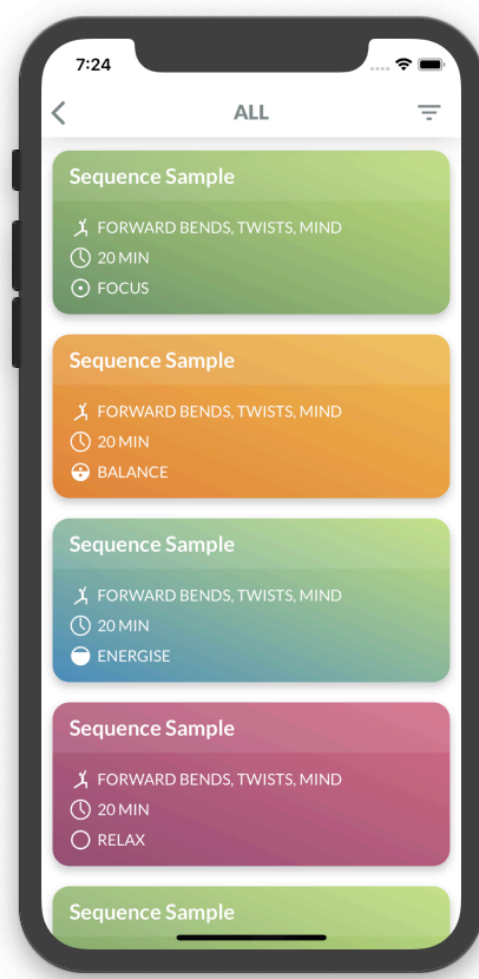 7:24
ALL
Sequence Sample
FORWARD BENDS, TWISTS, MIND
20 MIN
FOCUS
Sequence Sample
FORWARD BENDS, TWISTS, MIND
20 MIN
BALANCE
Sequence Sample
FORWARD BENDS, TWISTS, MIND
20 MIN
ENERGISE
Sequence Sample
FORWARD BENDS, TWISTS, MIND
20 MIN
RELAX
Sequence Sample